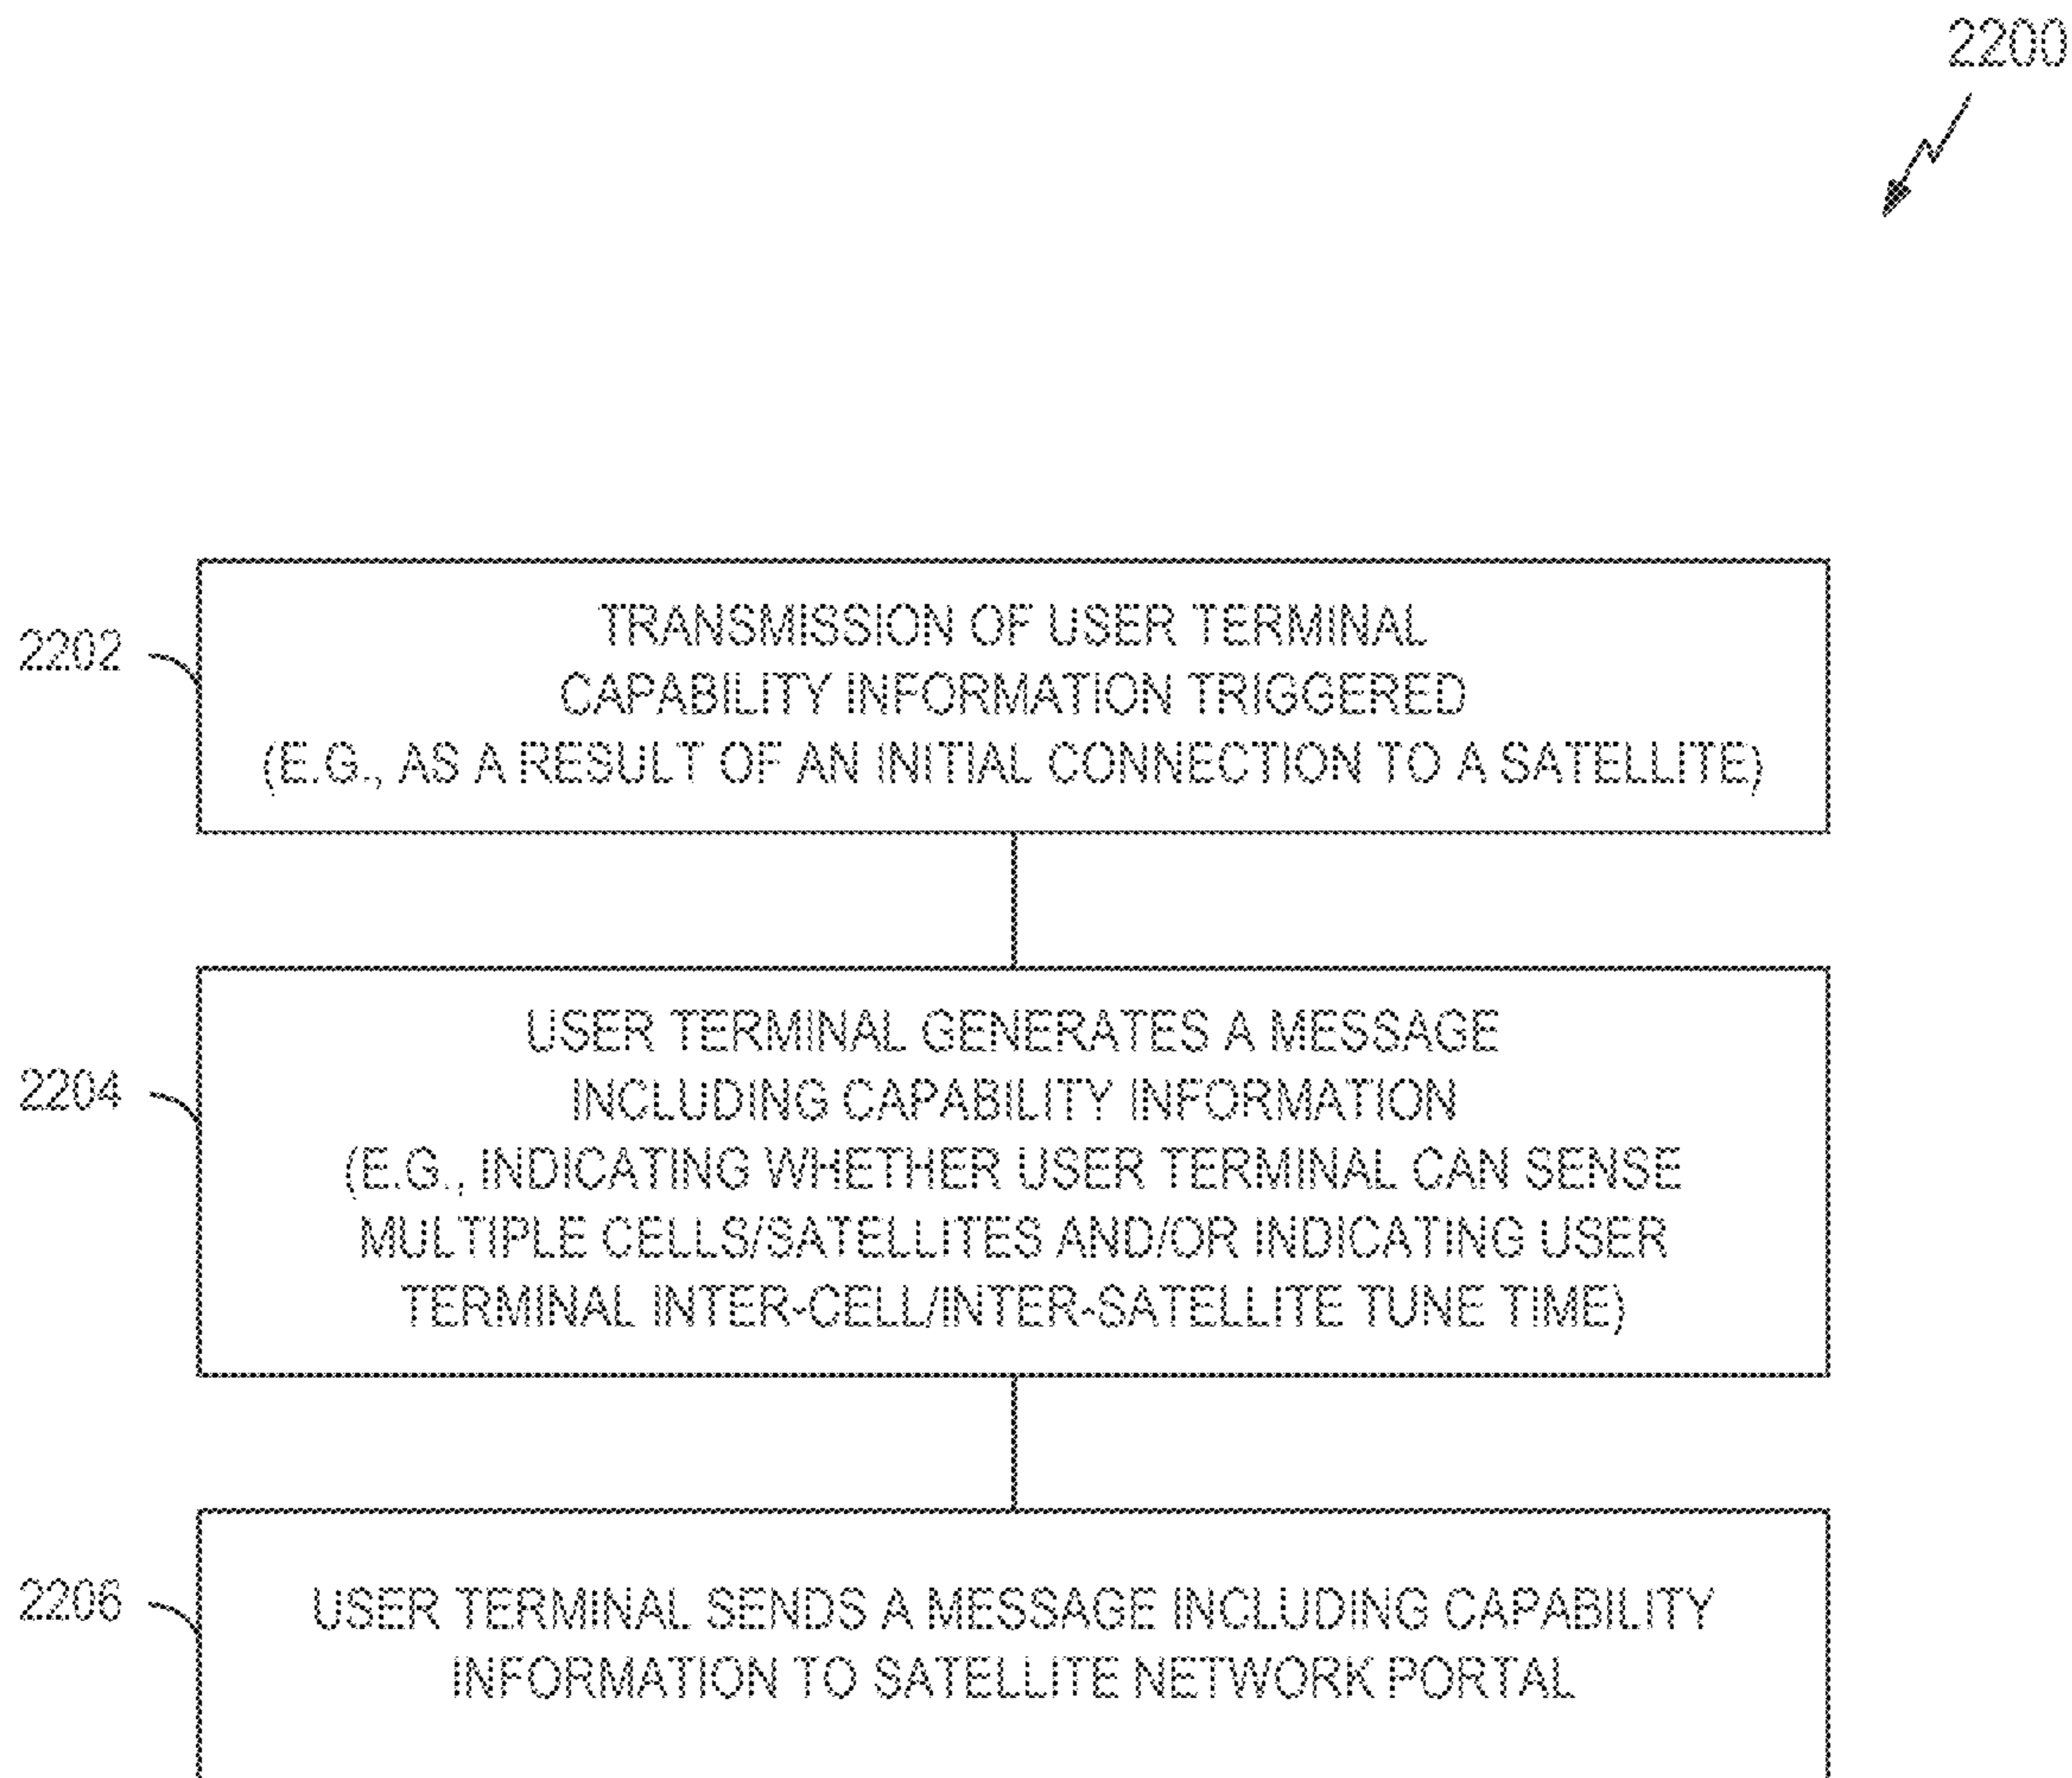 2200
2202
TRANSMISSION OF USER TERMINAL
CAPABILITY INFORMATION TRIGGERED
(E.G., AS A RESULT OF AN INITIAL CONNECTION TO A SATELLITE)
2204
USER TERMINAL GENERATES A MESSAGE
INCLUDING CAPABILITY INFORMATION
(E.G., INDICATING WHETHER USER TERMINAL CAN SENSE
MULTIPLE CELLS/SATELLITES AND/OR INDICATING USER
TERMINAL INTER-CELL/INTER-SATELLITE TUNE TIME)
2206
USER TERMINAL SENDS A MESSAGE INCLUDING CAPABILITY
INFORMATION TO SATELLITE NETWORK PORTAL